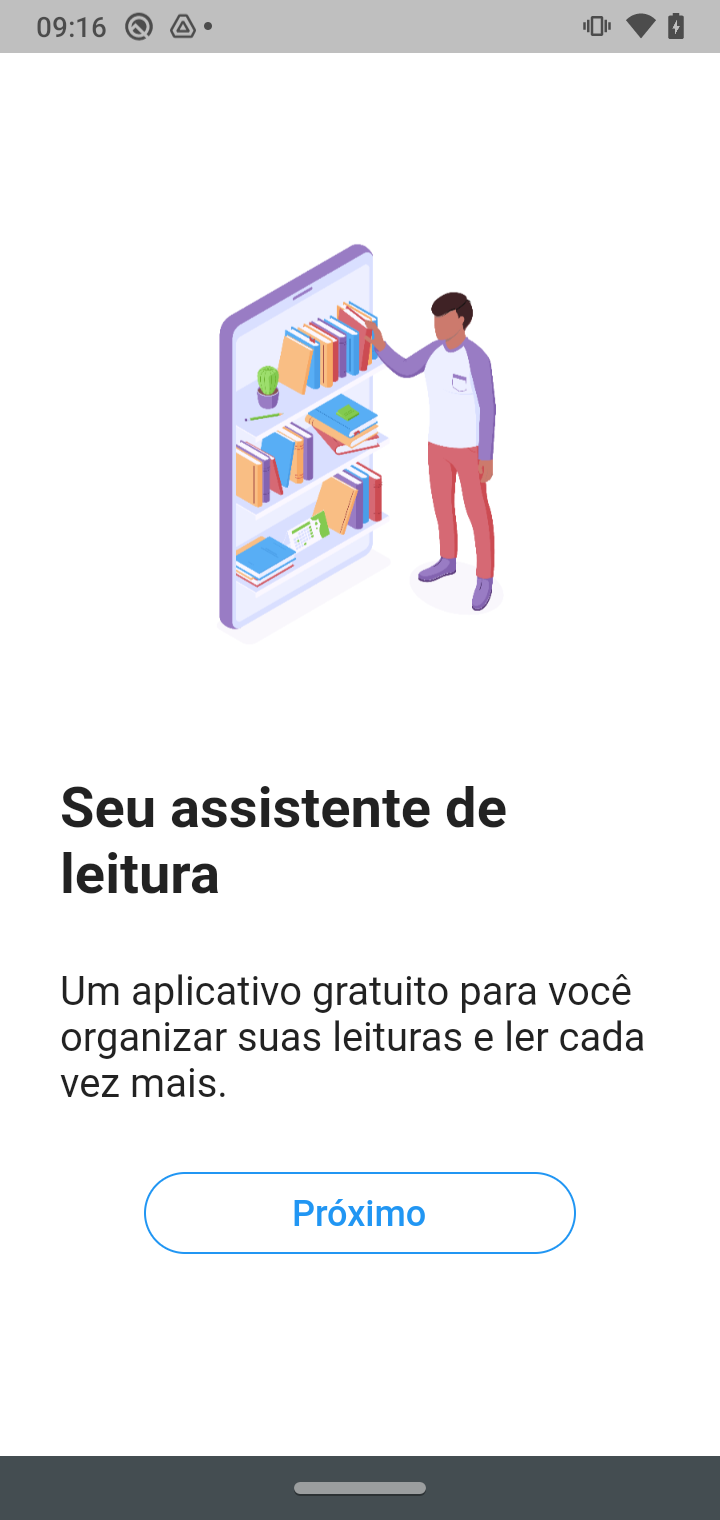 09:16
Seu assistente de
leitura
Um aplicativo gratuito para você
organizar suas leituras e ler cada
vez mais.
Próximo